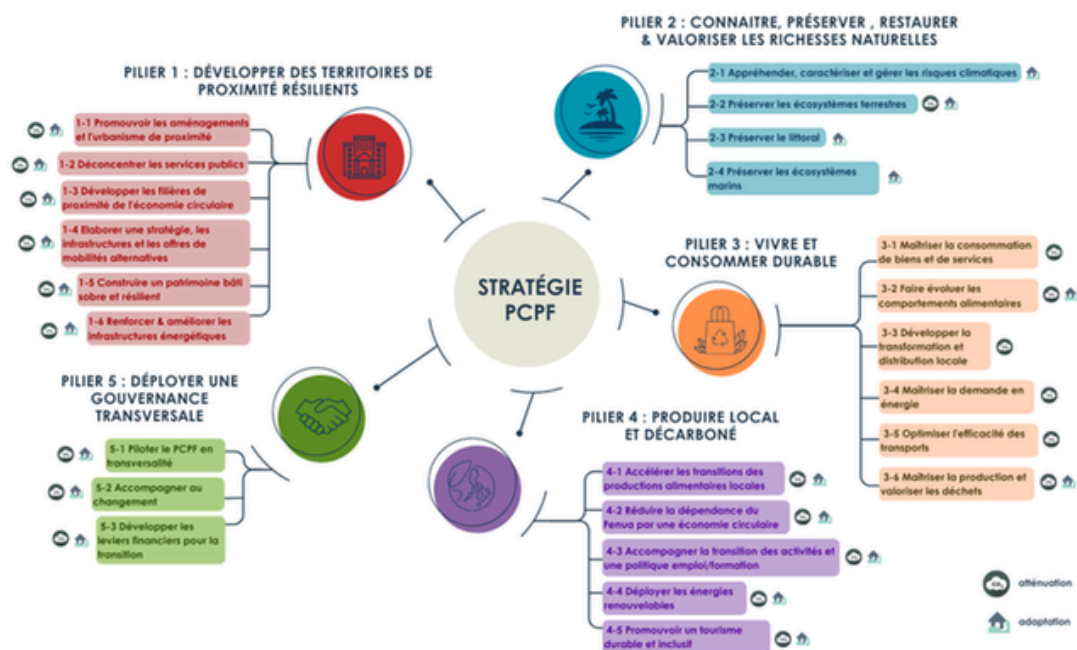 PILIER 1 : DÉVELOPPER DES TERRITOIRES DE
PROXIMITÉ RÉSILIENTS
1-1 Promouvoir les aménagements
et l'urbanisme de proximité
1-2 Déconcentrer les services publics
1-3 Développer les filières de
proximité de l'économie circulaire
1-4 Elaborer une stratégie, les
infrastructures et les offres de
mobilités alternatives
1-5 Construire un patrimoine bâti
sobre et résilient
1-6 Renforcer & améliorer les
infrastructures énergétiques
PILIER 2 : CONNAITRE, PRÉSERVER , RESTAURER
& VALORISER LES RICHESSES NATURELLES
2-1 Appréhender, caractériser et gérer les risques climatiques
2-2 Préserver les écosystèmes terrestres
2-3 Préserver le littoral
2-4 Préserver les écosystèmes
marins
STRATÉGIE
PCPF
PILIER 3 : VIVRE ET
CONSOMMER DURABLE
3-1 Maîtriser la consommation
de biens et de services
3-2 Faire évoluer les
comportements alimentaires
3-3 Développer la
transformation et
distribution locale
3-4 Maîtriser la demande en
énergie
3-5 Optimiser l'efficacité des
transports
3-6 Maîtriser la production et
valoriser les déchets
PILIER 5 : DÉPLOYER UNE
GOUVERNANCE
TRANSVERSALE
5-1 Piloter le PCPF en
transversalité
5-2 Accompagner au
changement
5-3 Développer les
leviers financiers pour la
transition
PILIER 4 : PRODUIRE LOCAL
ET DÉCARBONÉ
4-1 Accélérer les transitions des
productions alimentaires locales
4-2 Réduire la dépendance du
Fenua par une économie circulaire
4-3 Accompagner la transition des activités et
une politique emploi/formation
4-4 Déployer les énergies
renouvelables
4-5 Promouvoir un tourisme
durable et inclusif
atténuation
adaptation